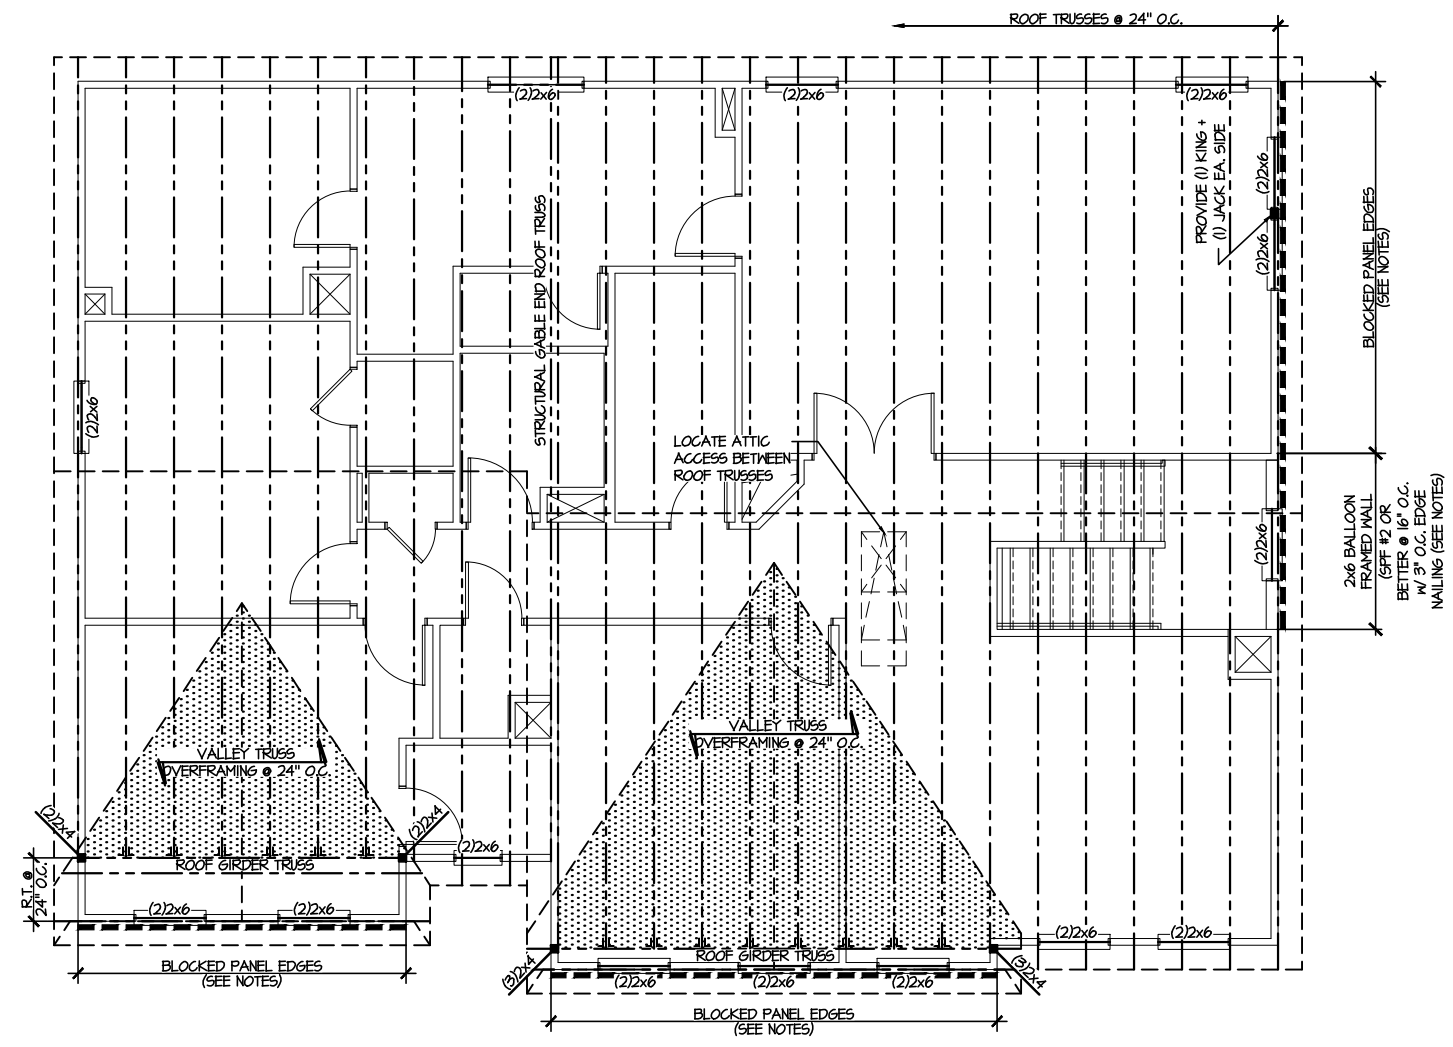 ROOF TRUSSES @ 24" O.C.
(2)2x6
(2)2x6
(2)2x6
PROVIDE (1) KING +
(1) JACK EA. SIDE
(2)2x6
(2)2x6
BLOCKED PANEL EDGES
(SEE NOTES)
STRUCTURAL GABLE END ROOF TRUSS
(2)2x6
LOCATE ATTIC
ACCESS BETWEEN
ROOF TRUSSES
(2)2x6
2x6 BALLOON
FRAMED WALL
(SPF #2 OR
BETTER @ 16" O.C.
W/ 3" O.C. EDGE
NAILING (SEE NOTES)
VALLEY TRUSS
OVERFRAMING @ 24" O.C.
VALLEY TRUSS
OVERFRAMING @ 24" O.C.
(2)2x4
(2)2x4
(2)2x6
ROOF GIRDER TRUSS
R.T. @
24" O.C.
(2)2x6
(2)2x6
(2)2x6
(2)2x6
ROOF GIRDER TRUSS
BLOCKED PANEL EDGES
(SEE NOTES)
(3)2x4
(2)2x6
(2)2x6
(2)2x6
(3)2x4
BLOCKED PANEL EDGES
(SEE NOTES)